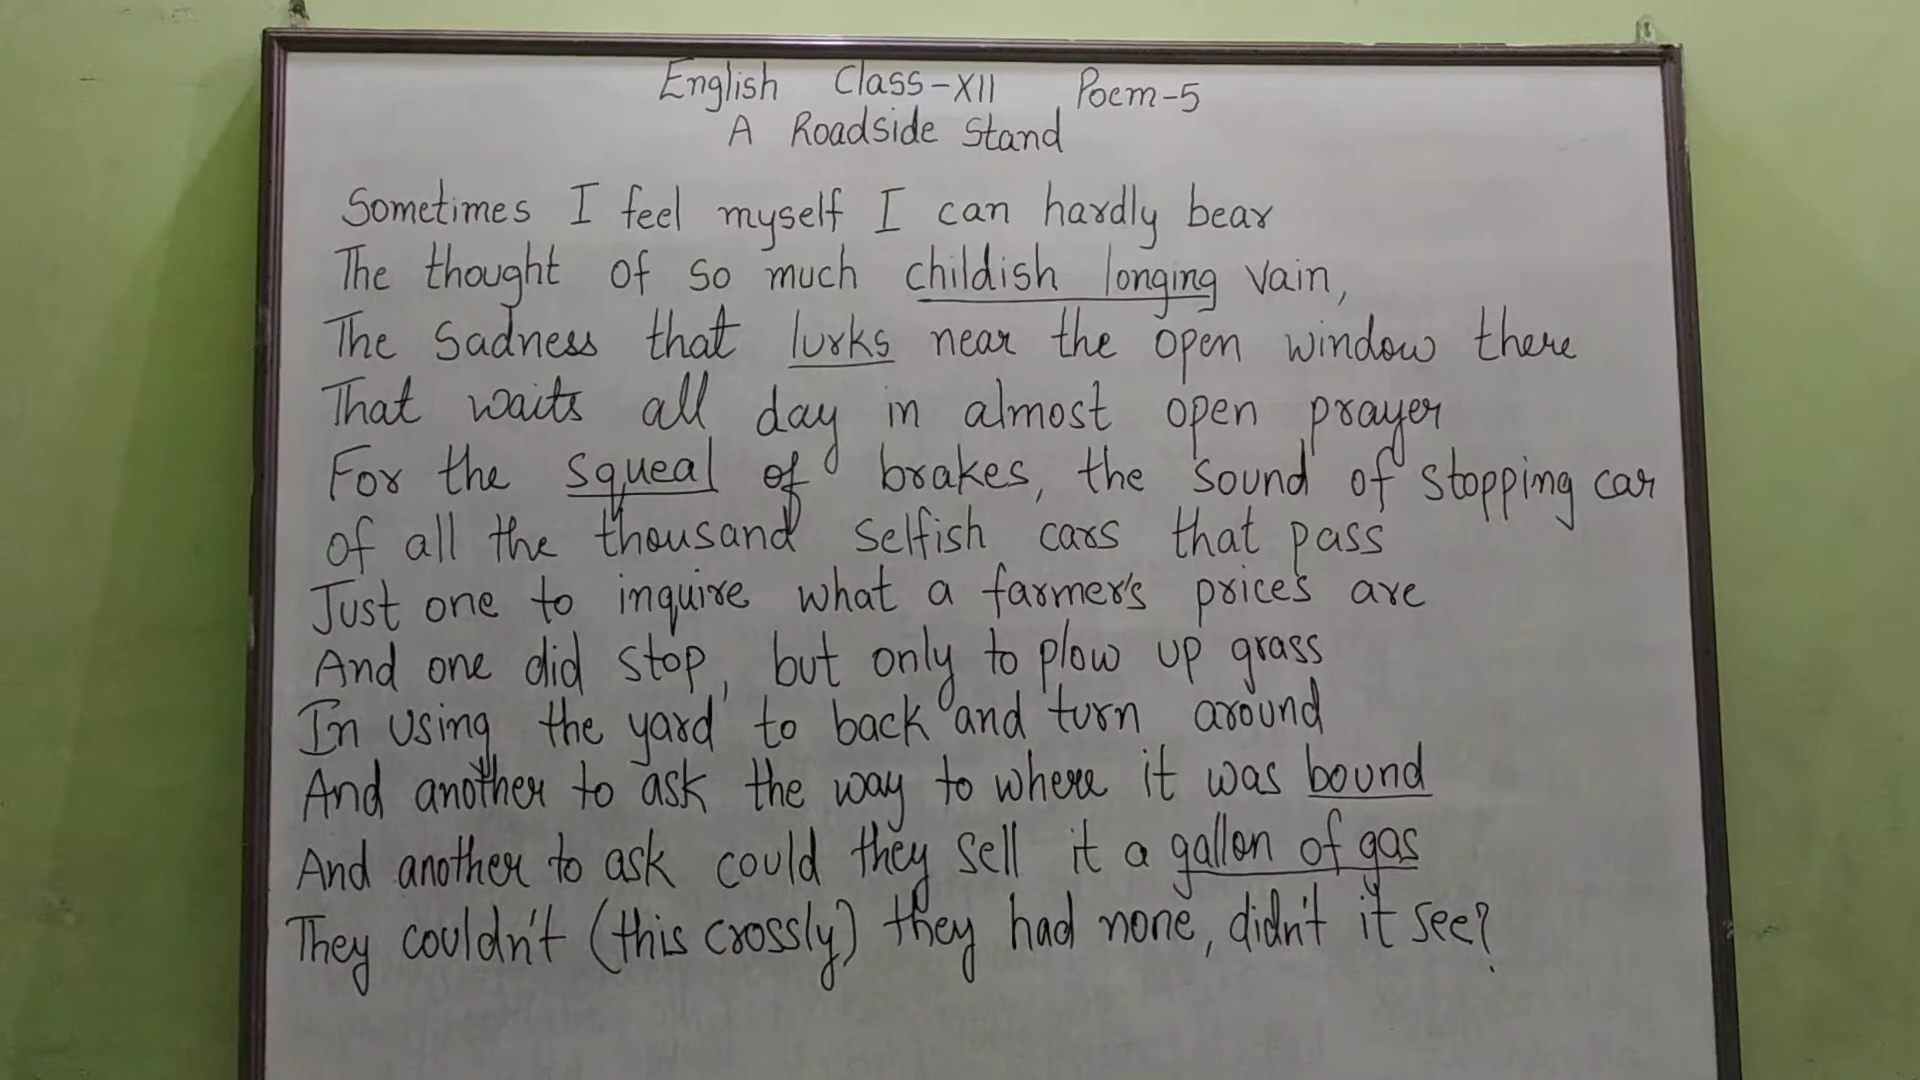 English Class-XII Poem-5
A Roadside Stand
Sometimes I feel myself I can hardly bear
The thought of so much childish longing vain,
The Sadness that lurks near the open window there
That waits all day in almost open prayer
For the squeal of brakes, the sound of stopping car
of all the thousand selfish cars that pass
Just one to inquire what a farmer's prices are
And one did stop, but only to plow up grass
In using the yard to back and turn around
And another to ask the way to where it was bound
And another to ask could they sell it a gallon of gas
They couldn't (this crossly) they had none, didn't it see?